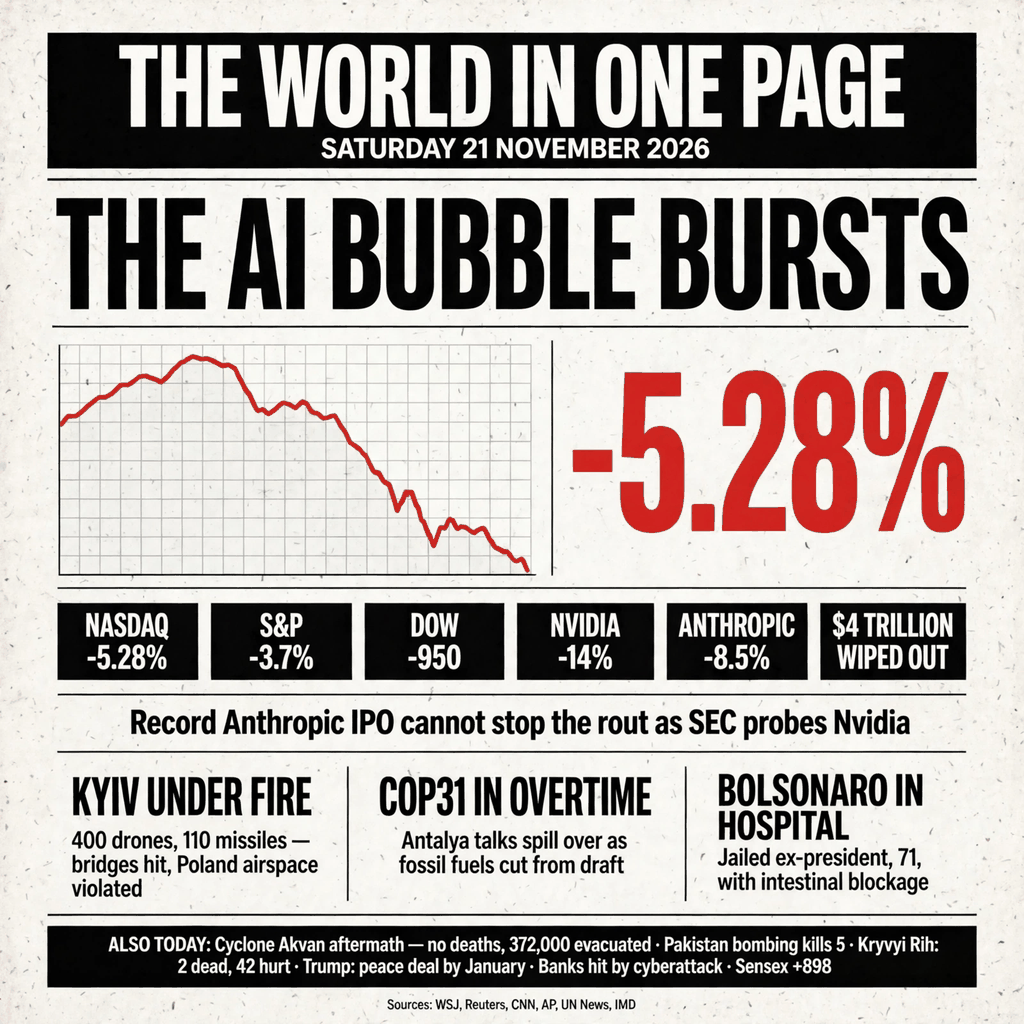 THE WORLD IN ONE PAGE
SATURDAY 21 NOVEMBER 2026
THE AI BUBBLE BURSTS
-5.28%
NASDAQ
-5.28%
S&P
-3.7%
DOW
-950
NVIDIA
-14%
ANTHROPIC
-8.5%
$4 TRILLION
WIPED OUT
Record Anthropic IPO cannot stop the rout as SEC probes Nvidia
KYIV UNDER FIRE
400 drones, 110 missiles —
bridges hit, Poland airspace
violated
COP31 IN OVERTIME
Antalya talks spill over as
fossil fuels cut from draft
BOLSONARO IN
HOSPITAL
Jailed ex-president, 71,
with intestinal blockage
ALSO TODAY: Cyclone Akvan aftermath — no deaths, 372,000 evacuated · Pakistan bombing kills 5 · Kryvyi Rih:
2 dead, 42 hurt · Trump: peace deal by January · Banks hit by cyberattack · Sensex +898
Sources: WSJ, Reuters, CNN, AP, UN News, IMD